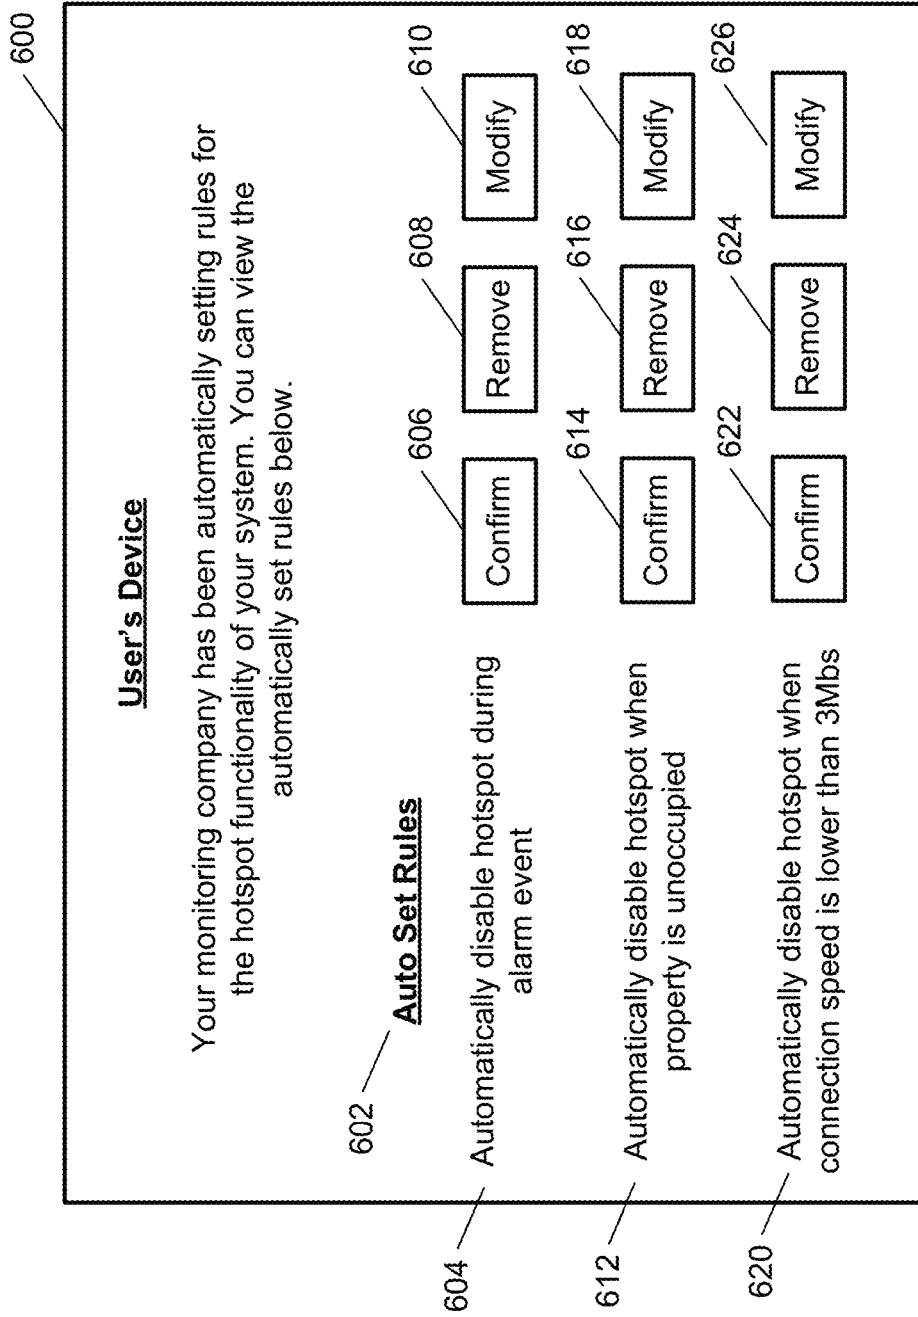 600
User's Device
Your monitoring company has been automatically setting rules for
the hotspot functionality of your system. You can view the
automatically set rules below.
602
Auto Set Rules
604
Automatically disable hotspot during
alarm event
606
Confirm
608
Remove
610
Modify
612
Automatically disable hotspot when
property is unoccupied
614
Confirm
616
Remove
618
Modify
620
Automatically disable hotspot when
connection speed is lower than 3Mbs
622
Confirm
624
Remove
626
Modify